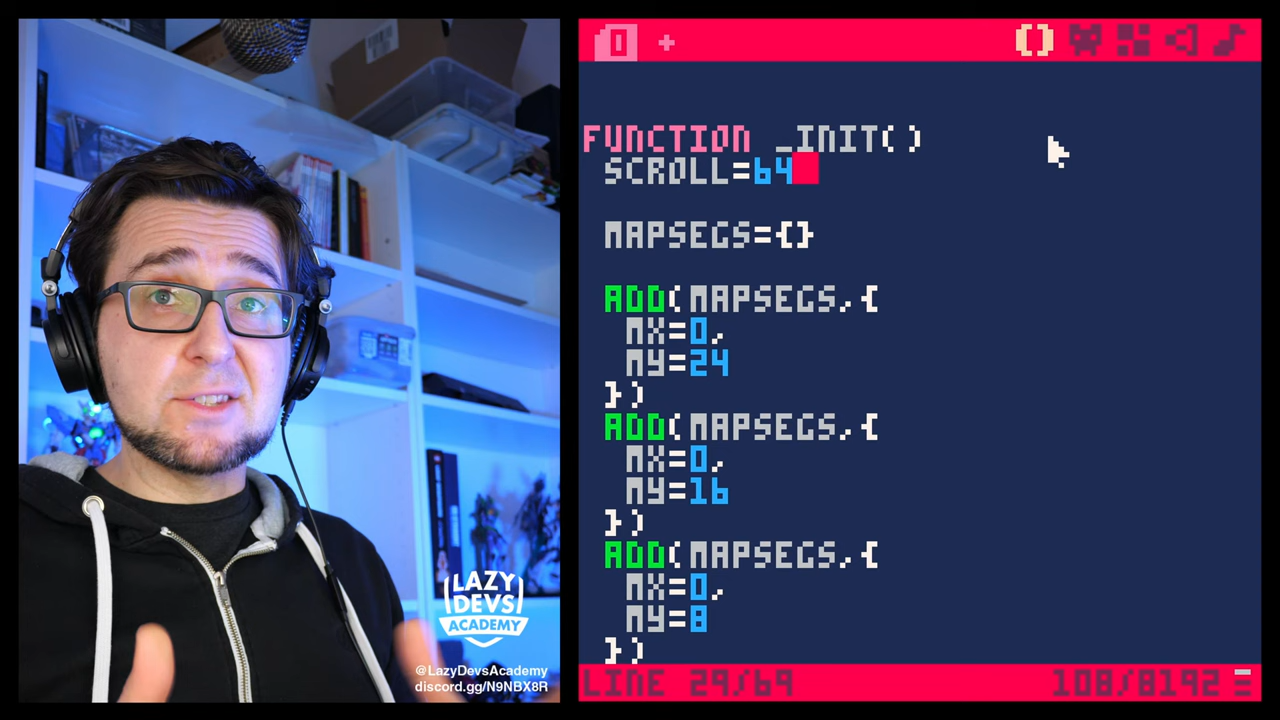 LAZY
DEVS
ACADEMY
@LazyDevsAcademy
discord.gg/N9NBX8R
0 +
FUNCTION _INIT()
SCROLL=64
MAPSEGS={}
ADD(MAPSEGS,{
MX=0,
MY=24
})
ADD(MAPSEGS,{
MX=0,
MY=16
})
ADD(MAPSEGS,{
MX=0,
MY=8
})
LINE 29/69
108/8192